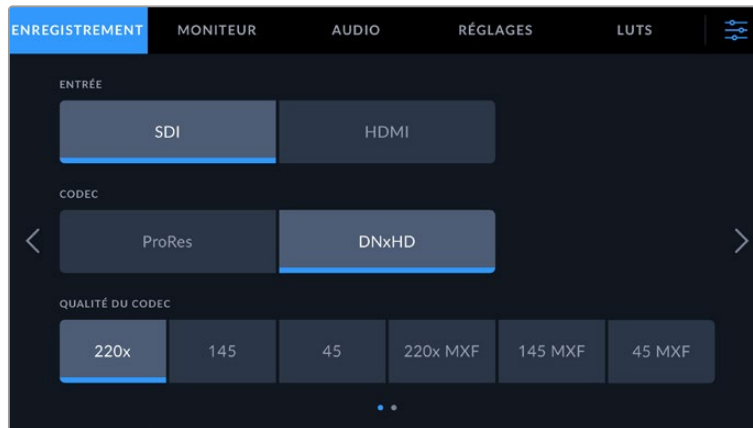 ENREGISTREMENT MONITEUR AUDIO RÉGLAGES LUTS
ENTRÉE
SDI HDMI
CODEC
ProRes DNxHD
QUALITÉ DU CODEC
220x 145 45 220x MXF 145 MXF 45 MXF